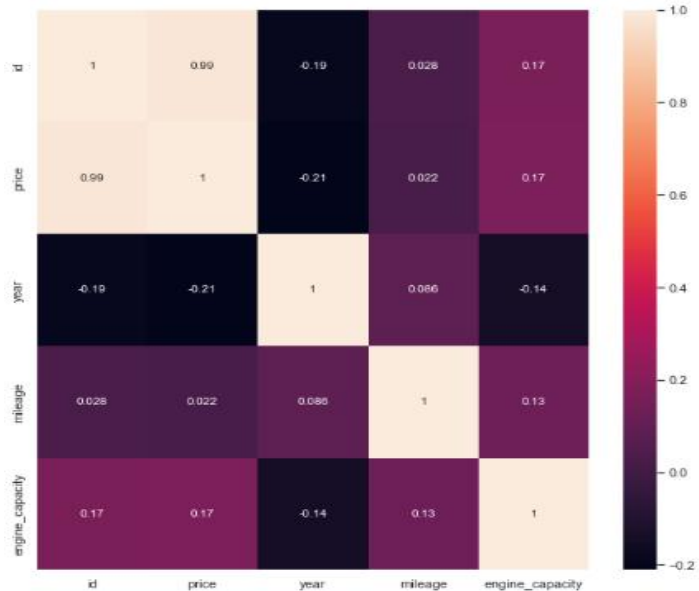 id 1 0.99 -0.19 0.028 0.17
price 0.99 1 -0.21 0.022 0.17
year -0.19 -0.21 1 0.086 -0.14
mileage 0.028 0.022 0.086 1 0.13
engine_capacity 0.17 0.17 -0.14 0.13 1
id price year mileage engine_capacity
1.0
0.8
0.6
0.4
0.2
0.0
-0.2